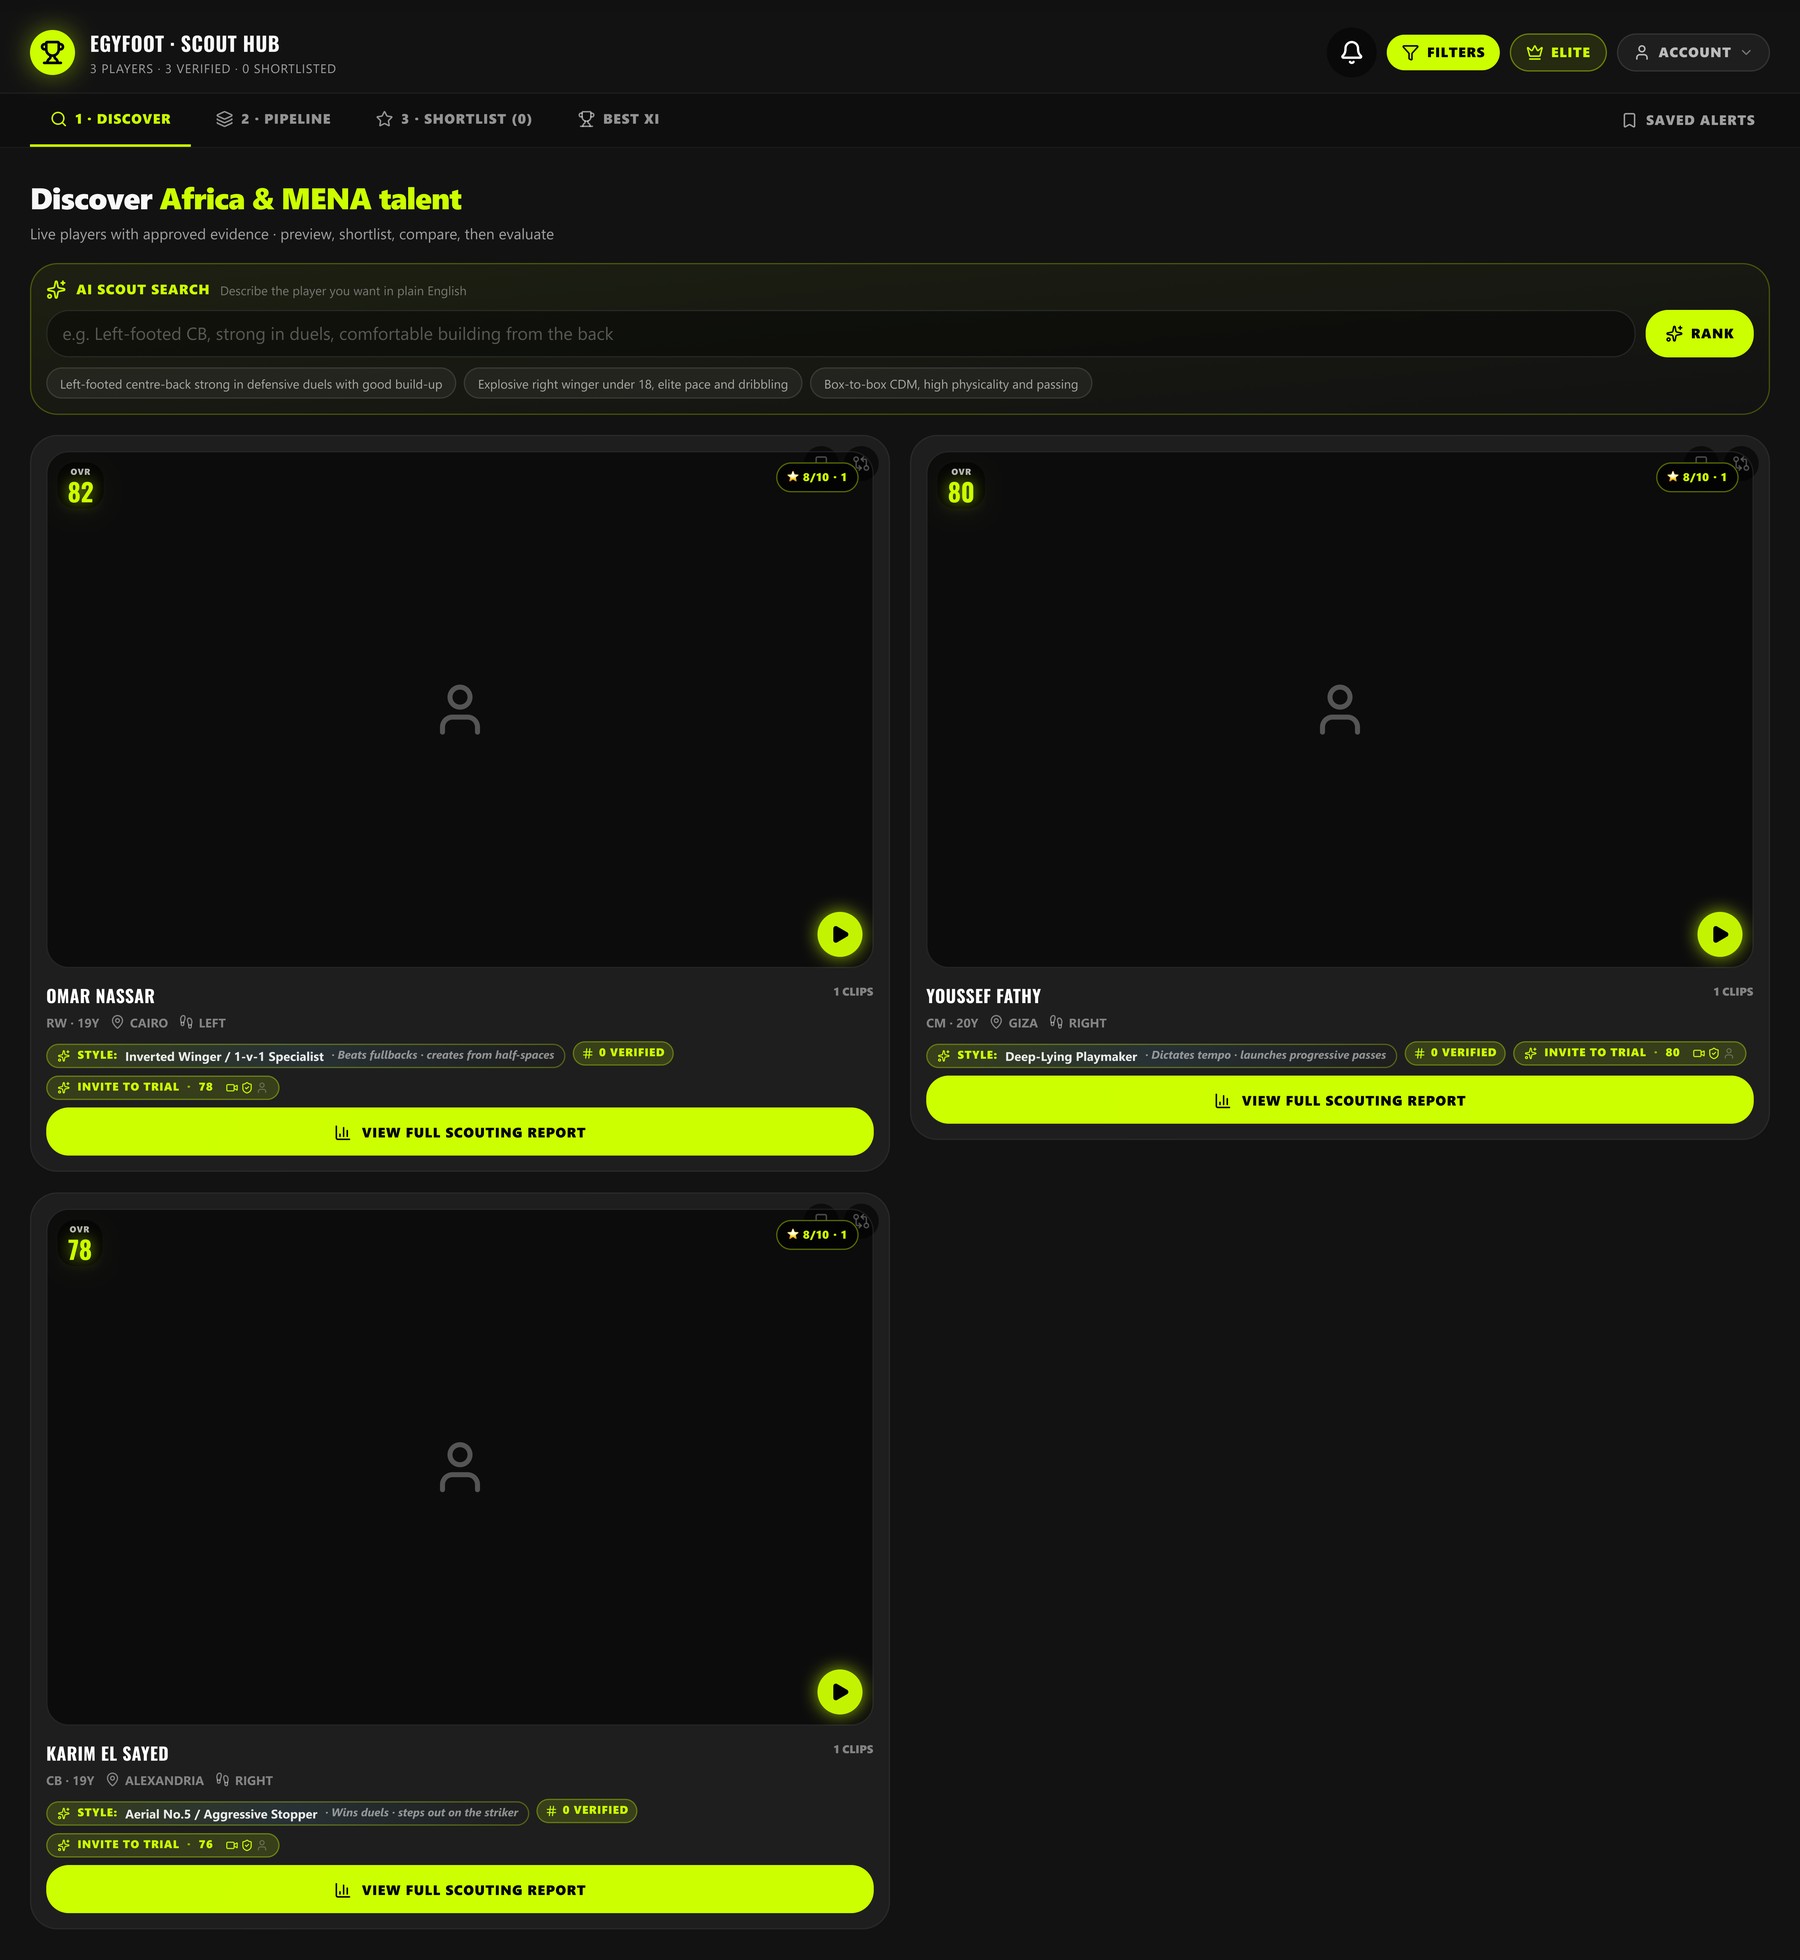 EGYFOOT · SCOUT HUB
3 PLAYERS · 3 VERIFIED · 0 SHORTLISTED
FILTERS
ELITE
ACCOUNT
1 · DISCOVER
2 · PIPELINE
3 · SHORTLIST (0)
BEST XI
SAVED ALERTS
Discover Africa & MENA talent
Live players with approved evidence · preview, shortlist, compare, then evaluate
AI SCOUT SEARCH Describe the player you want in plain English
e.g. Left-footed CB, strong in duels, comfortable building from the back
RANK
Left-footed centre-back strong in defensive duels with good build-up
Explosive right winger under 18, elite pace and dribbling
Box-to-box CDM, high physicality and passing
OVR
82
8/10 · 1
OMAR NASSAR
1 CLIPS
RW · 19Y CAIRO LEFT
STYLE: Inverted Winger / 1-v-1 Specialist · Beats fullbacks · creates from half-spaces
# 0 VERIFIED
INVITE TO TRIAL · 78
VIEW FULL SCOUTING REPORT
OVR
80
8/10 · 1
YOUSSEF FATHY
1 CLIPS
CM · 20Y GIZA RIGHT
STYLE: Deep-Lying Playmaker · Dictates tempo · launches progressive passes
# 0 VERIFIED
INVITE TO TRIAL · 80
VIEW FULL SCOUTING REPORT
OVR
78
8/10 · 1
KARIM EL SAYED
1 CLIPS
CB · 19Y ALEXANDRIA RIGHT
STYLE: Aerial No.5 / Aggressive Stopper · Wins duels · steps out on the striker
# 0 VERIFIED
INVITE TO TRIAL · 76
VIEW FULL SCOUTING REPORT